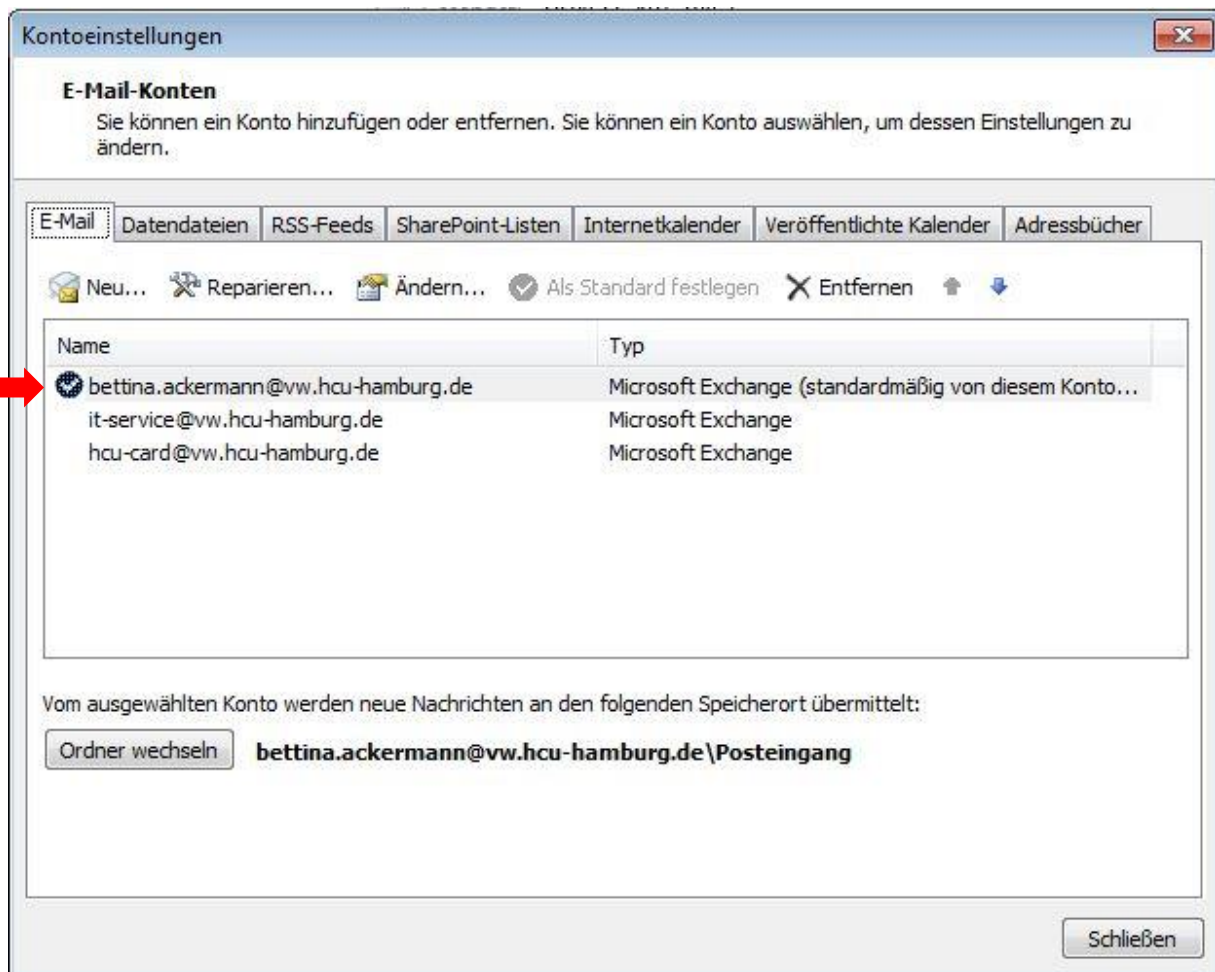 Kontoeinstellungen
E-Mail-Konten
Sie können ein Konto hinzufügen oder entfernen. Sie können ein Konto auswählen, um dessen Einstellungen zu
ändern.
E-Mail Datendateien RSS-Feeds SharePoint-Listen Internetkalender Veröffentlichte Kalender Adressbücher
Neu... Reparieren... Ändern... Als Standard festlegen Entfernen
Name Typ
bettina.ackermann@vw.hcu-hamburg.de Microsoft Exchange (standardmäßig von diesem Konto...
it-service@vw.hcu-hamburg.de Microsoft Exchange
hcu-card@vw.hcu-hamburg.de Microsoft Exchange
Vom ausgewählten Konto werden neue Nachrichten an den folgenden Speicherort übermittelt:
Ordner wechseln bettina.ackermann@vw.hcu-hamburg.de\Posteingang
Schließen